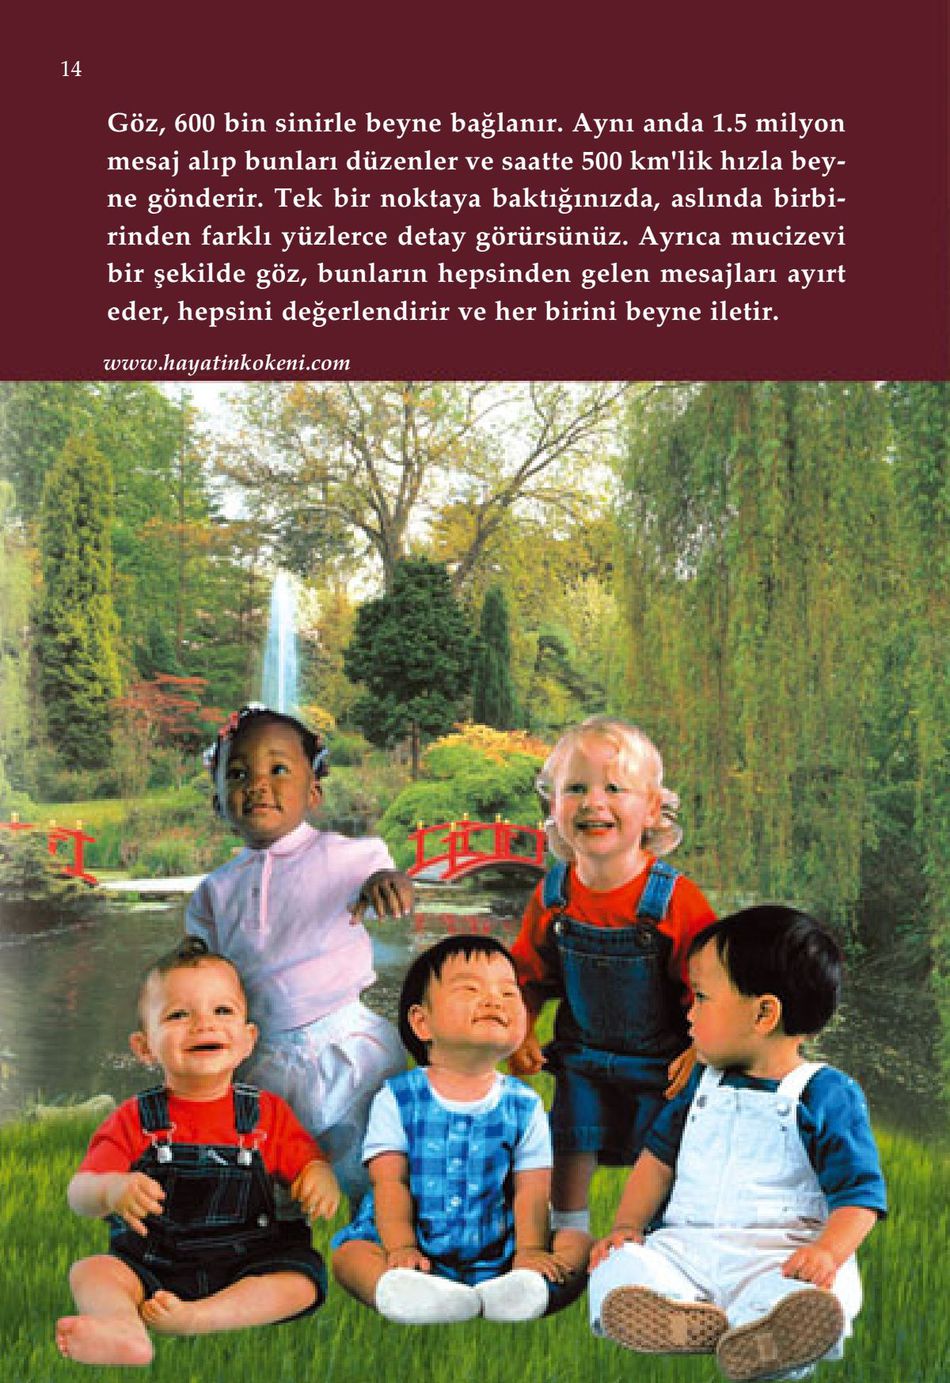 14
Göz, 600 bin sinirle beyne bağlanır. Aynı anda 1.5 milyon
mesaj alıp bunları düzenler ve saatte 500 km'lik hızla bey-
ne gönderir. Tek bir noktaya baktığınızda, aslında birbi-
rinden farklı yüzlerce detay görürsünüz. Ayrıca mucizevi
bir şekilde göz, bunların hepsinden gelen mesajları ayırt
eder, hepsini değerlendirir ve her birini beyne iletir.
www.hayatinkokeni.com